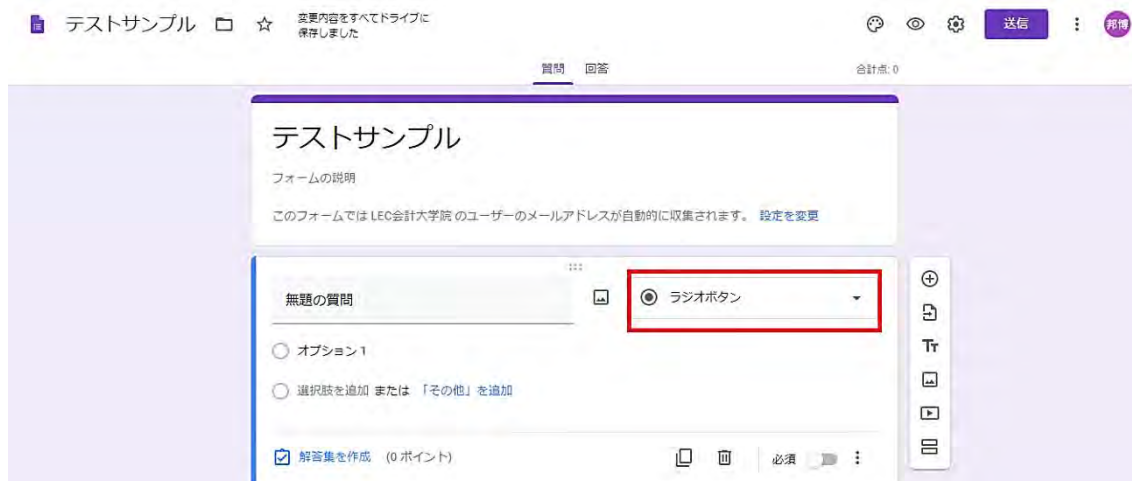 テストサンプル
変更内容をすべてドライブに
保存しました
送信
邦博
質問 回答
合計点: 0
テストサンプル
フォームの説明
このフォームでは LEC会計大学院 のユーザーのメールアドレスが自動的に収集されます。 設定を変更
無題の質問
ラジオボタン
オプション 1
選択肢を追加 または 「その他」を追加
解答集を作成 (0 ポイント)
必須
Tт